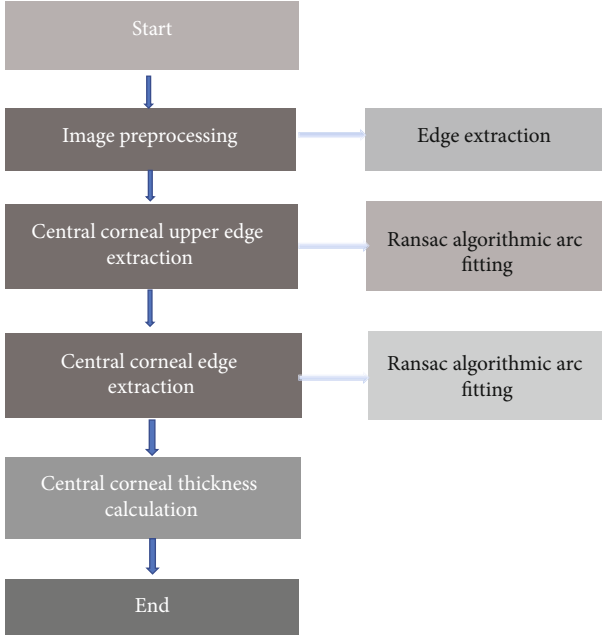 Start
Image preprocessing
Edge extraction
Central corneal upper edge
extraction
Ransac algorithmic arc
fitting
Central corneal edge
extraction
Ransac algorithmic arc
fitting
Central corneal thickness
calculation
End